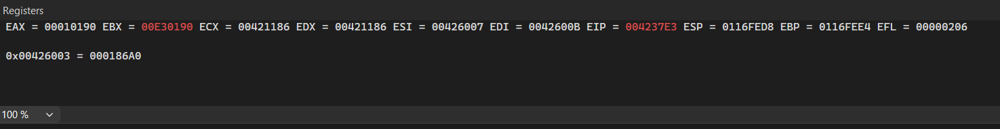 Registers
EAX = 00010190 EBX = 00E30190 ECX = 00421186 EDX = 00421186 ESI = 00426007 EDI = 0042600B EIP = 004237E3 ESP = 0116FED8 EBP = 0116FEE4 EFL = 00000206
0x00426003 = 000186A0
100 %